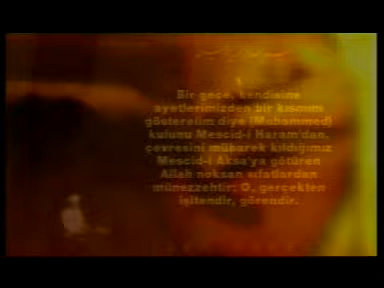 Bir gece, kendisine
ayetlerimizden bir kısmını
gösterelim diye (Muhammed)
kulunu Mescid-i Haram'dan,
çevresini mübarek kıldığımız
Mescid-i Aksa'ya götüren
Allah noksan sıfatlardan
münezzehtir; O, gerçekten
işitendir, görendir.